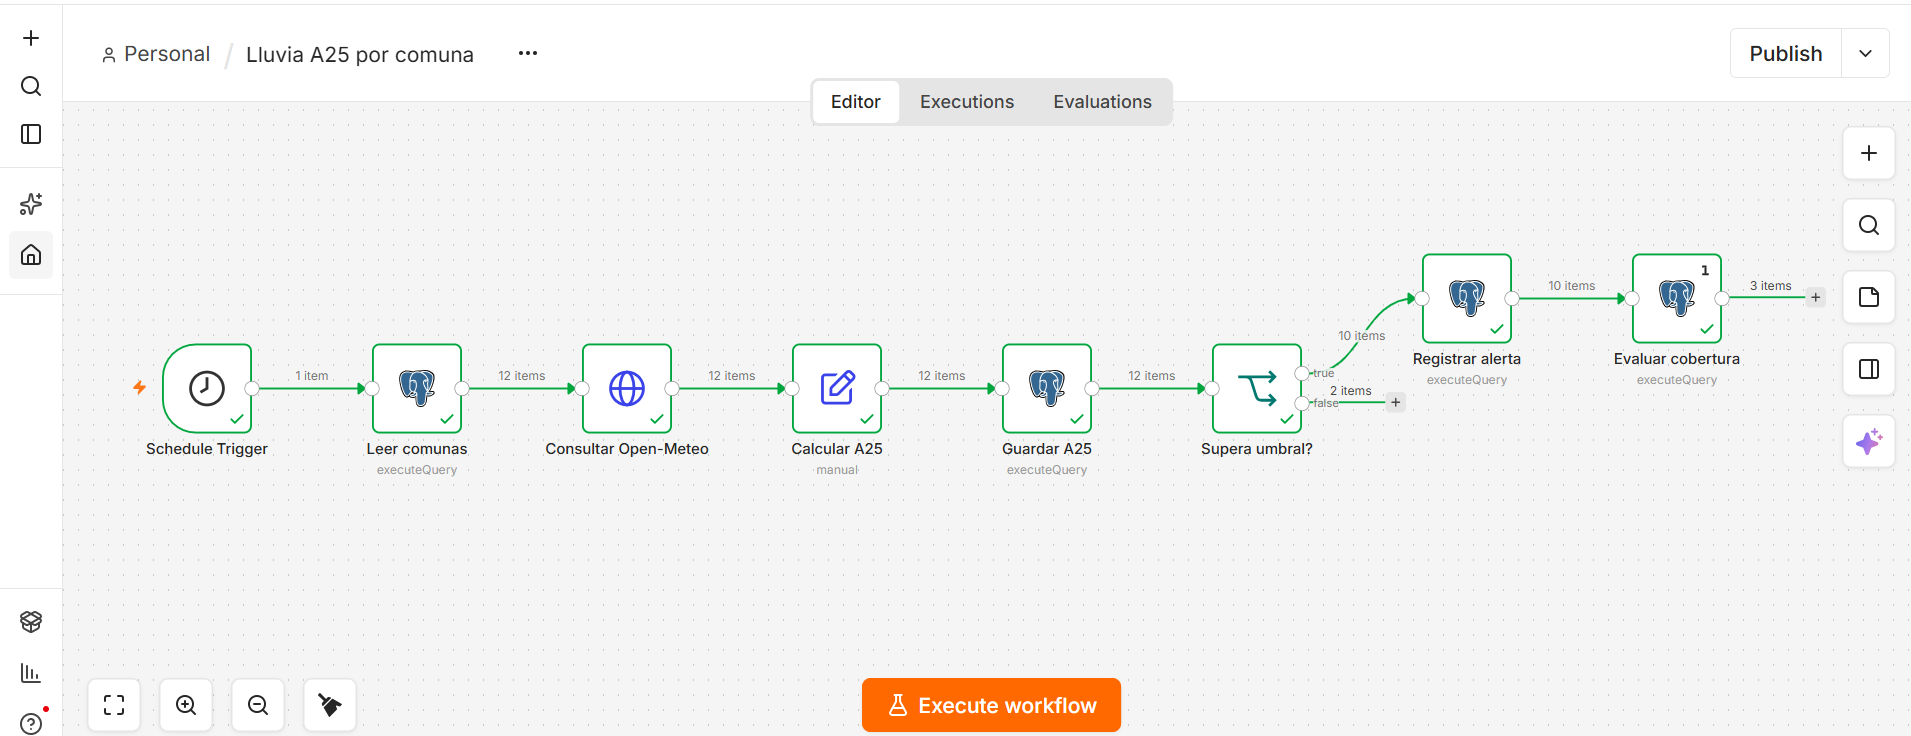 Personal / Lluvia A25 por comuna ...
Publish
Editor Executions Evaluations
1 item
12 items
12 items
12 items
12 items
10 items
true
2 items
false
10 items
1
3 items
Schedule Trigger
Leer comunas
executeQuery
Consultar Open-Meteo
Calcular A25
manual
Guardar A25
executeQuery
Supera umbral?
Registrar alerta
executeQuery
Evaluar cobertura
executeQuery
Execute workflow